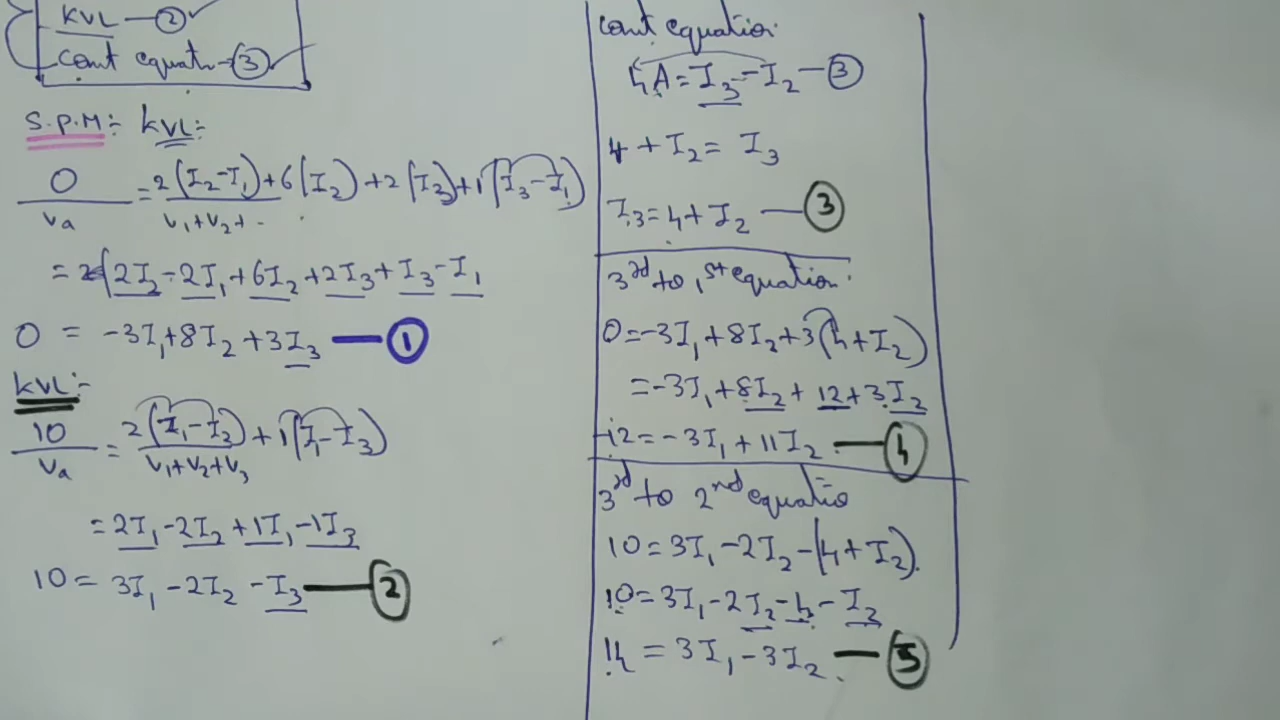 KVL — ② ✓
Const equatn — ③ ✓
S.P.M:- KVL:-
0 / Va = 2(I₂-I₁)+6(I₂)+2(I₃)+1(I₃-I₁) / V₁+V₂+..
= 2I₂-2I₁+6I₂+2I₃+I₃-I₁
0 = -3I₁+8I₂+3I₃ — ①
KVL:-
10 / Va = 2(I₁-I₂)+1(I₁-I₃) / V₁+V₂+V₃
= 2I₁-2I₂+1I₁-1I₃
10 = 3I₁-2I₂-I₃ — ②
Const equation:
4A = I₃-I₂ — ③
4+I₂ = I₃
I₃ = 4+I₂ — ③
3rd to 1st equation:
0 = -3I₁+8I₂+3(4+I₂)
= -3I₁+8I₂+12+3I₂
-12 = -3I₁+11I₂ — ④
3rd to 2nd equatio
10 = 3I₁-2I₂-(4+I₂)
10 = 3I₁-2I₂-4-I₂
14 = 3I₁-3I₂ — ⑤